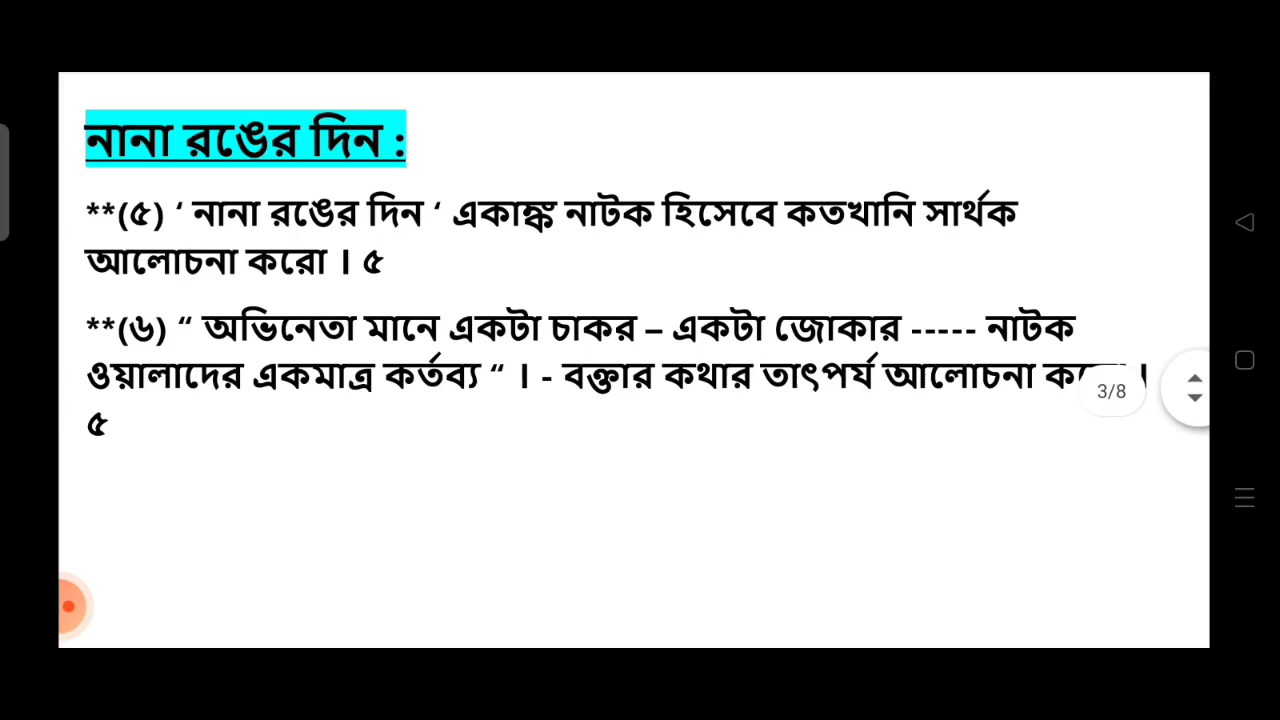 নানা রঙের দিন :
**(৫) ‘ নানা রঙের দিন ‘ একাঙ্ক নাটক হিসেবে কতখানি সার্থক
আলোচনা করো । ৫
**(৬) “ অভিনেতা মানে একটা চাকর – একটা জোকার ----- নাটক
ওয়ালাদের একমাত্র কর্তব্য “ । - বক্তার কথার তাৎপর্য আলোচনা ।
3/8
৫